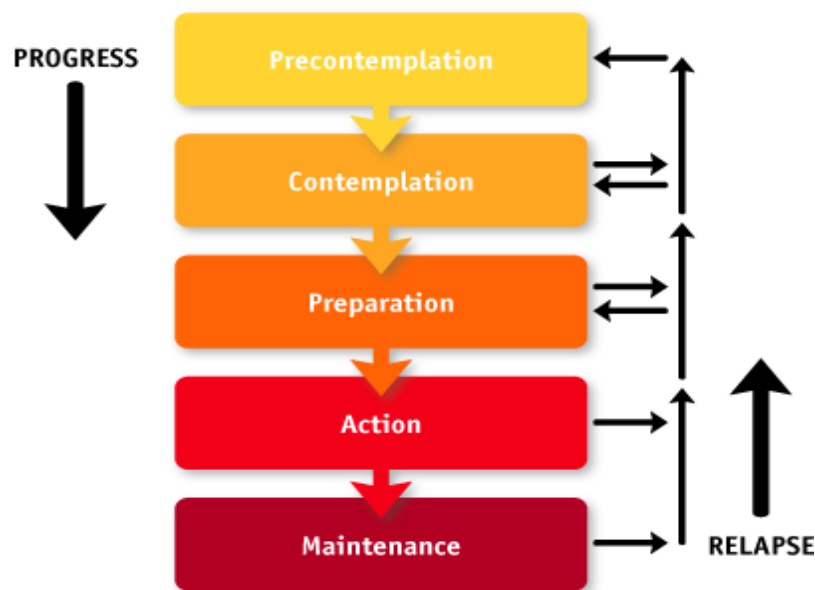 PROGRESS
Precontemplation
Contemplation
Preparation
Action
Maintenance
RELAPSE